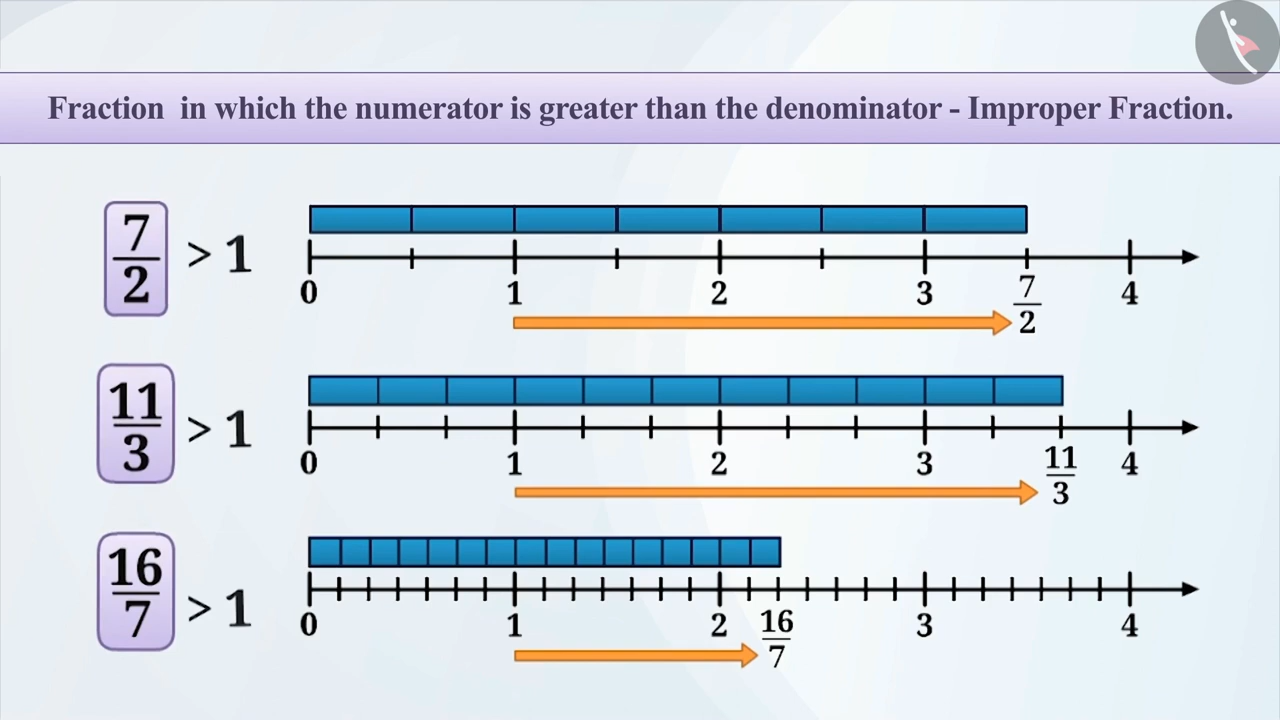 Fraction in which the numerator is greater than the denominator - Improper Fraction.
7/2 > 1
0 1 2 3 7/2 4
11/3 > 1
0 1 2 3 11/3 4
16/7 > 1
0 1 2 16/7 3 4